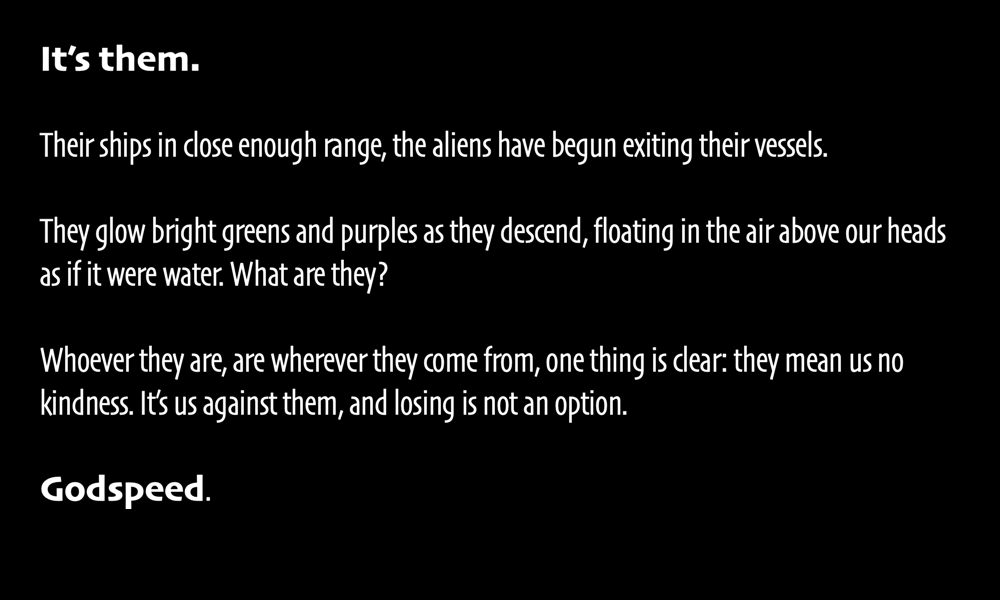 It’s them.
Their ships in close enough range, the aliens have begun exiting their vessels.
They glow bright greens and purples as they descend, floating in the air above our heads
as if it were water. What are they?
Whoever they are, are wherever they come from, one thing is clear: they mean us no
kindness. It’s us against them, and losing is not an option.
Godspeed.